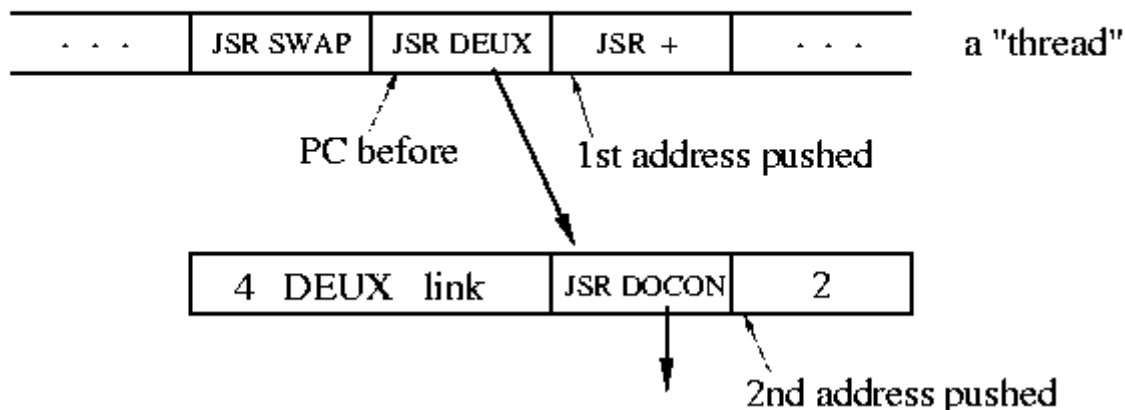 . . . JSR SWAP JSR DEUX JSR + . . . a "thread"
PC before 1st address pushed
4 DEUX link JSR DOCON 2
2nd address pushed